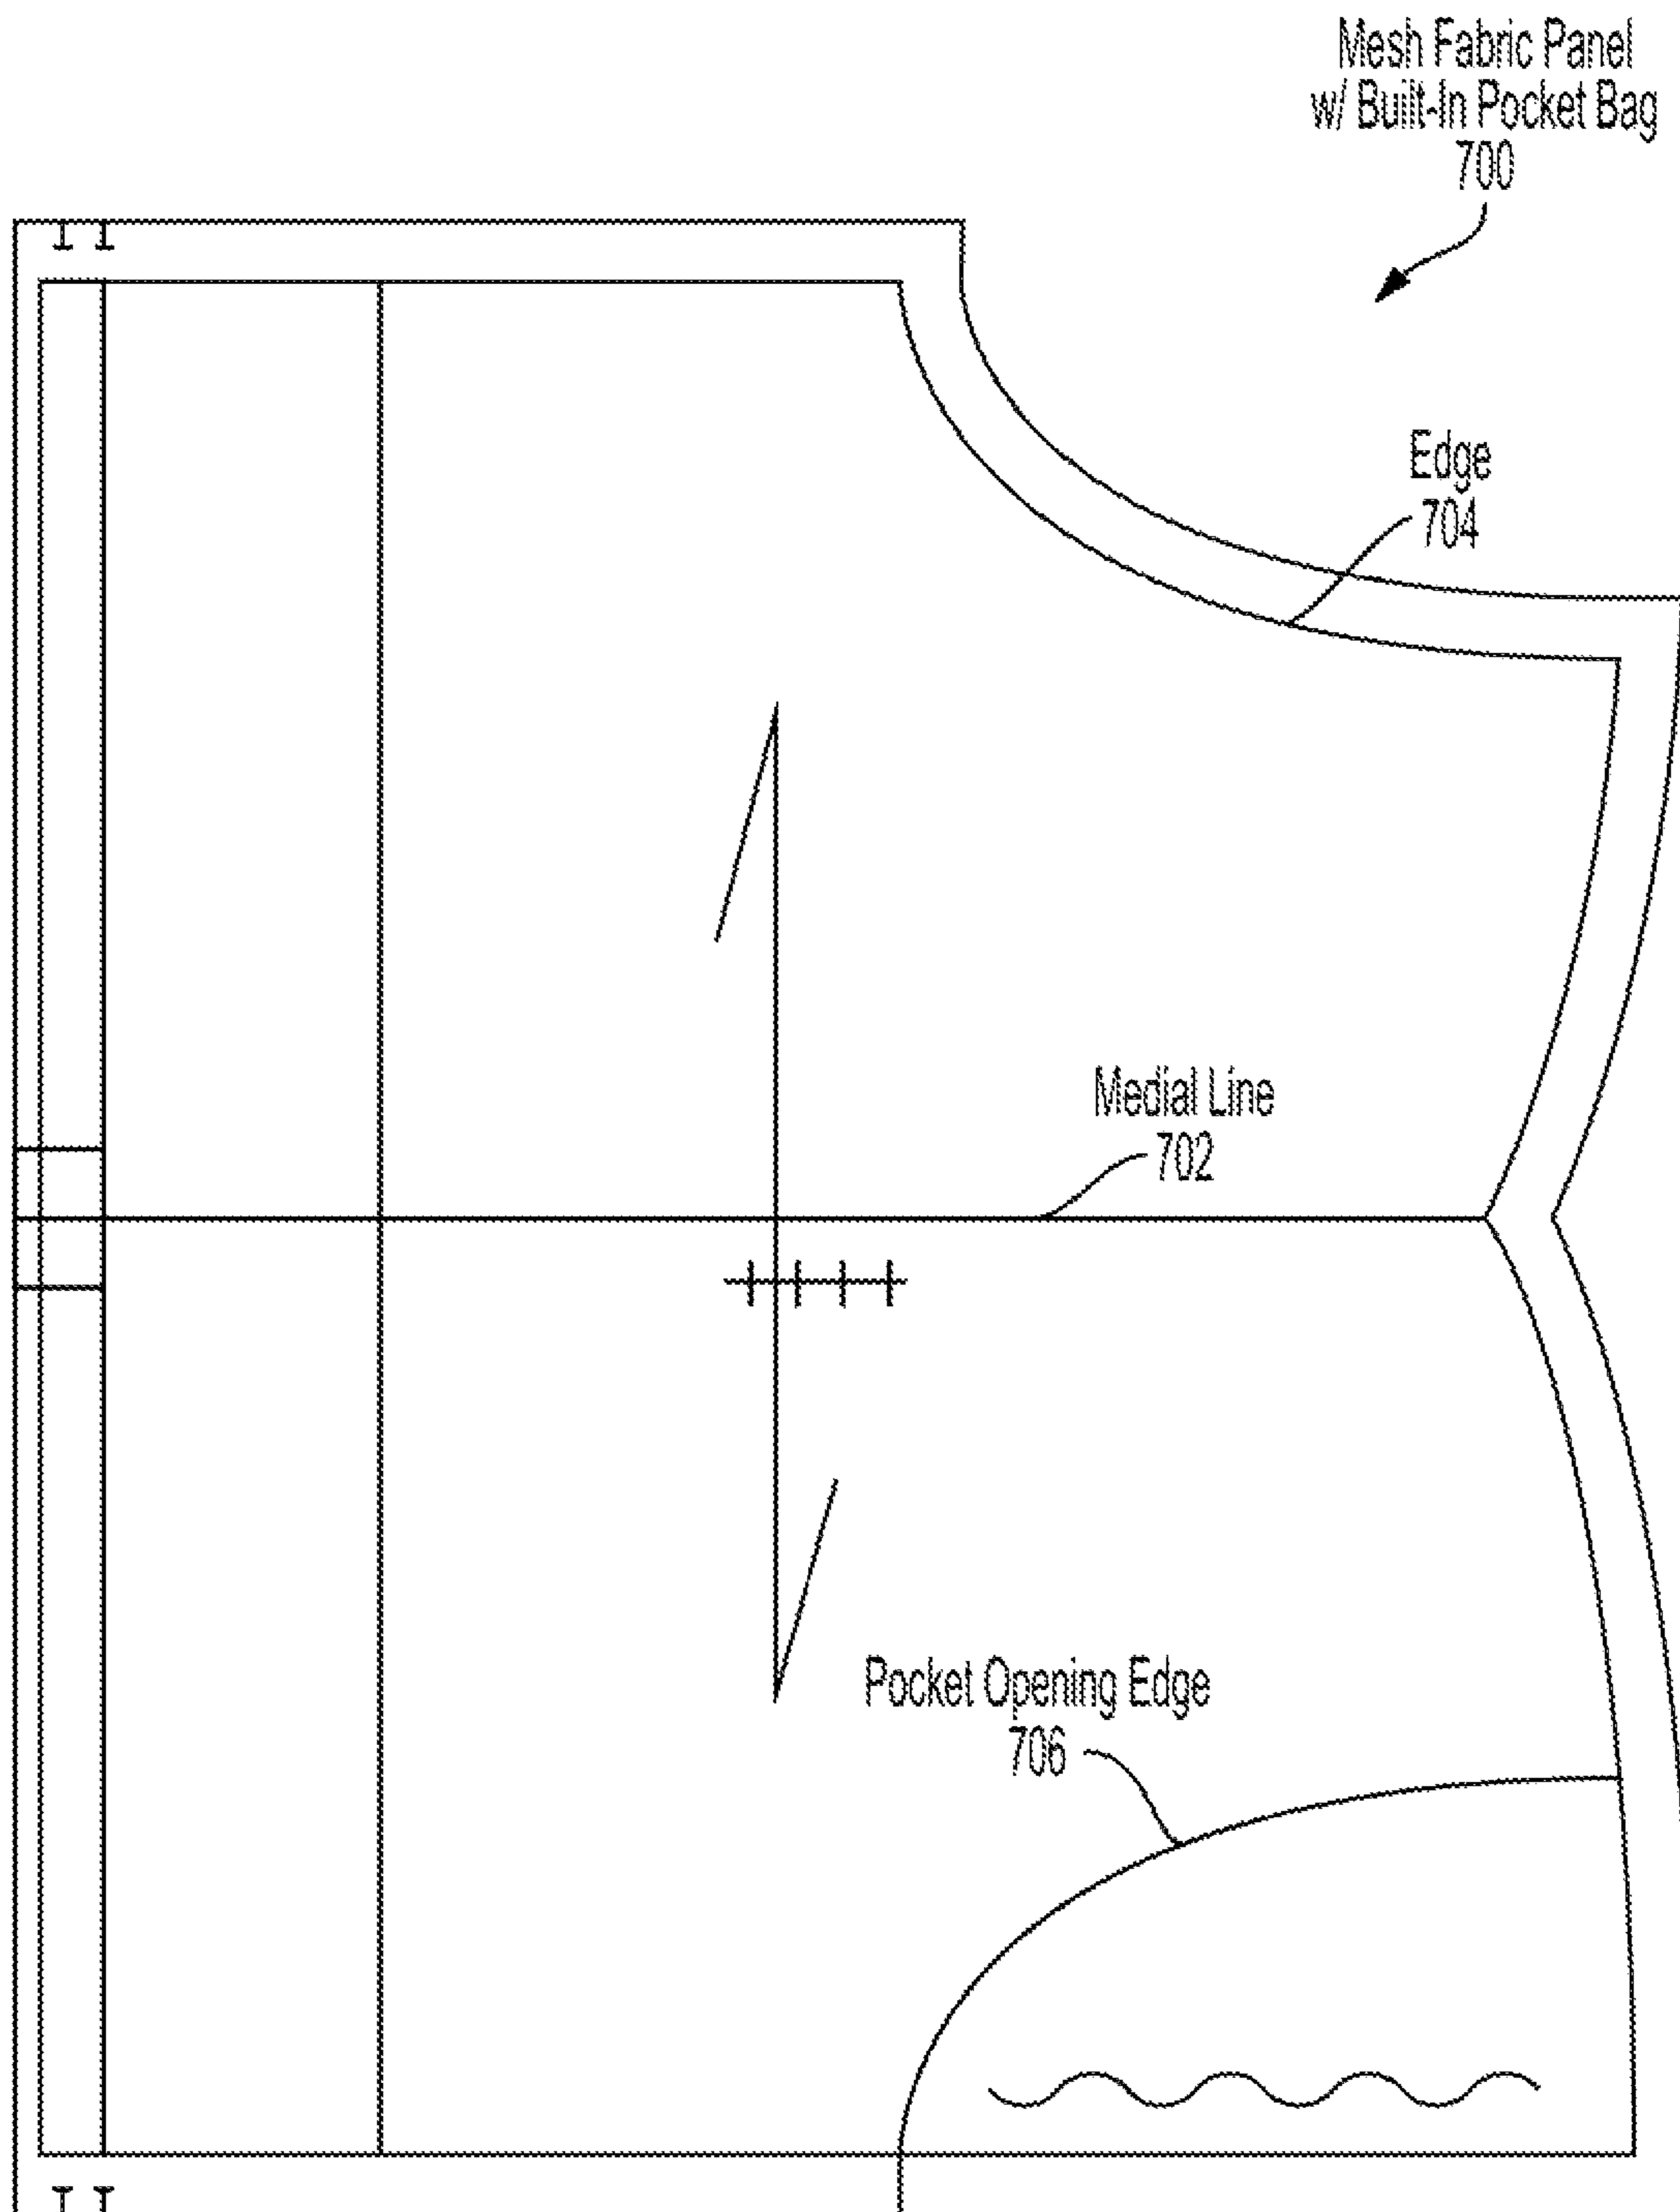 Mesh Fabric Panel
w/ Built-In Pocket Bag
700
Edge
704
Medial Line
702
Pocket Opening Edge
706